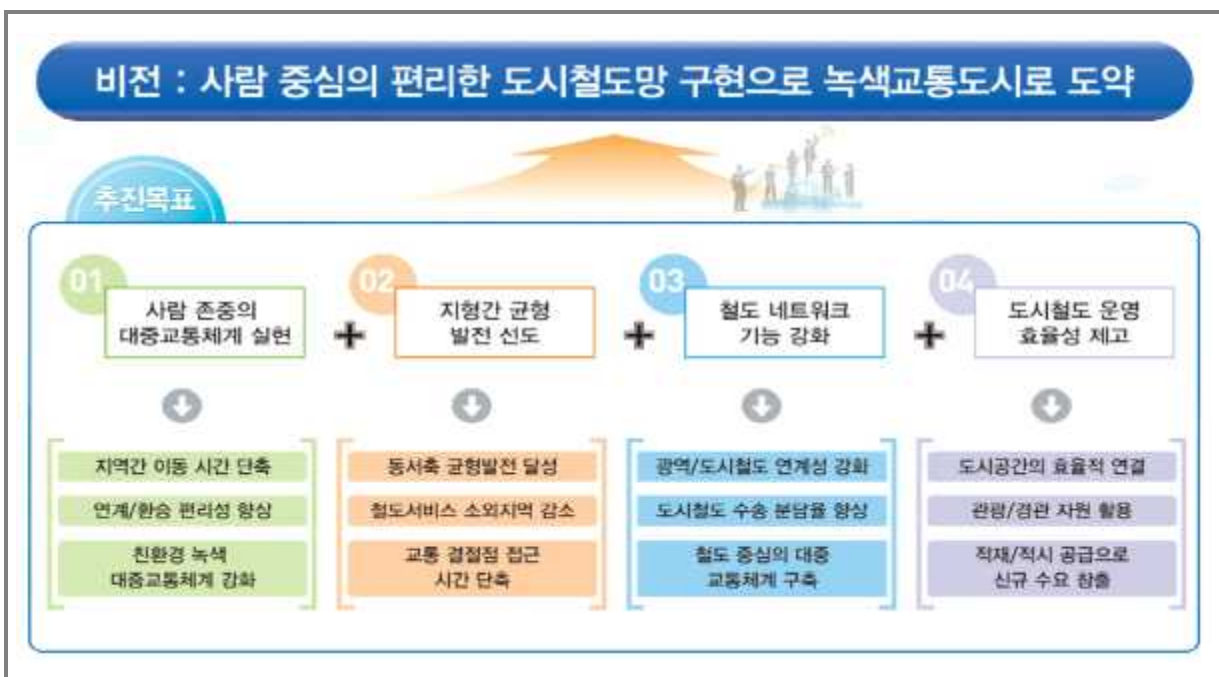 비전 : 사람 중심의 편리한 도시철도망 구현으로 녹색교통도시로 도약
추진목표
01
사람 존중의
대중교통체계 실현
02
지형간 균형
발전 선도
03
철도 네트워크
기능 강화
04
도시철도 운영
효율성 제고
지역간 이동 시간 단축
연계/환승 편리성 향상
친환경 녹색
대중교통체계 강화
동서축 균형발전 달성
철도서비스 소외지역 감소
교통 결절점 접근
시간 단축
광역/도시철도 연계성 강화
도시철도 수송 분담율 향상
철도 중심의 대중
교통체계 구축
도시공간의 효율적 연결
관광/경관 자원 활용
적재/적시 공급으로
신규 수요 창출